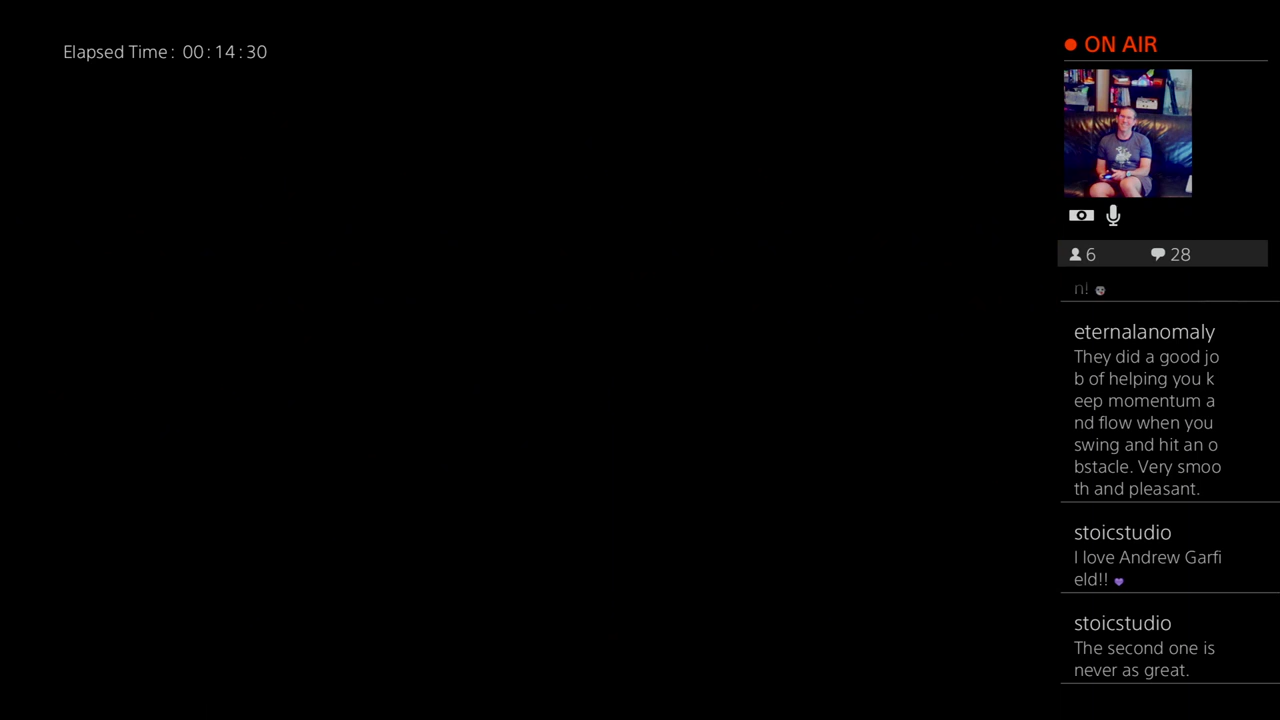 Elapsed Time: 00:14:30
ON AIR
6 28
n!
eternalanomaly
They did a good jo
b of helping you k
eep momentum a
nd flow when you
swing and hit an o
bstacle. Very smoo
th and pleasant.
stoicstudio
I love Andrew Garfi
eld!! 💜
stoicstudio
The second one is
never as great.